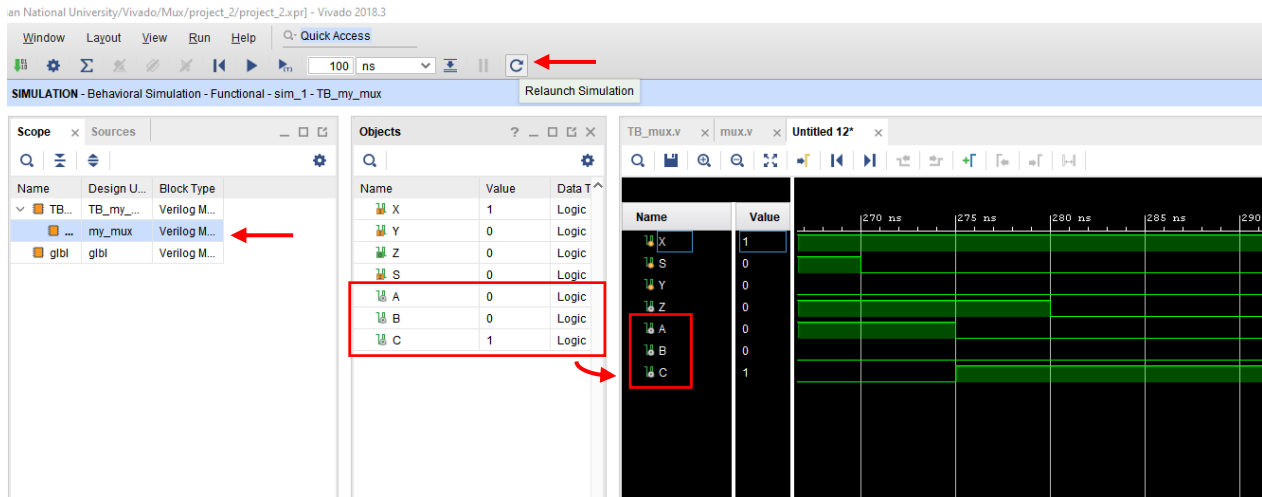 an National University/Vivado/Mux/project_2/project_2.xpr] - Vivado 2018.3
Window Layout View Run Help Quick Access
100 ns
SIMULATION - Behavioral Simulation - Functional - sim_1 - TB_my_mux
Relaunch Simulation
Scope Sources
Name Design U... Block Type
TB... TB_my_... Verilog M...
... my_mux Verilog M...
glbl glbl Verilog M...
Objects
Name Value Data T
X 1 Logic
Y 0 Logic
Z 0 Logic
S 0 Logic
A 0 Logic
B 0 Logic
C 1 Logic
TB_mux.v mux.v Untitled 12*
Name Value
270 ns 275 ns 280 ns 285 ns 290
X 1
S 0
Y 0
Z 0
A 0
B 0
C 1